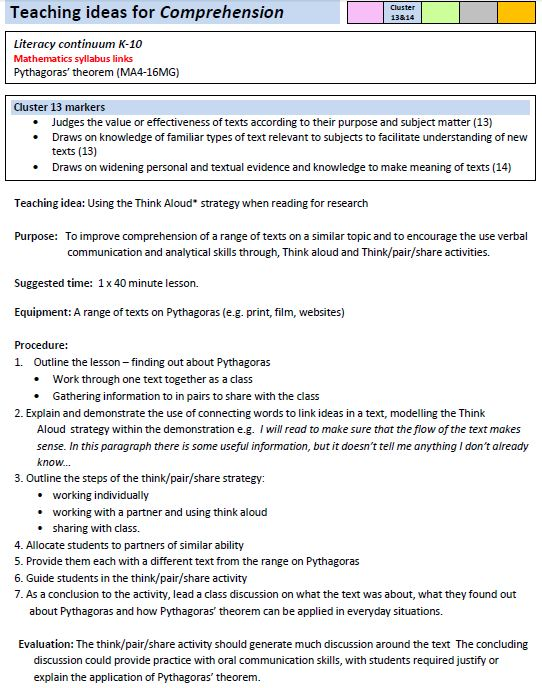 Teaching ideas for Comprehension
Cluster
13&14
Literacy continuum K-10
Mathematics syllabus links
Pythagoras' theorem (MA4-16MG)
Cluster 13 markers
• Judges the value or effectiveness of texts according to their purpose and subject matter (13)
• Draws on knowledge of familiar types of text relevant to subjects to facilitate understanding of new
texts (13)
• Draws on widening personal and textual evidence and knowledge to make meaning of texts (14)
Teaching idea: Using the Think Aloud* strategy when reading for research
Purpose: To improve comprehension of a range of texts on a similar topic and to encourage the use verbal
communication and analytical skills through, Think aloud and Think/pair/share activities.
Suggested time: 1 x 40 minute lesson.
Equipment: A range of texts on Pythagoras (e.g. print, film, websites)
Procedure:
1. Outline the lesson – finding out about Pythagoras
• Work through one text together as a class
• Gathering information to in pairs to share with the class
2. Explain and demonstrate the use of connecting words to link ideas in a text, modelling the Think
Aloud strategy within the demonstration e.g. I will read to make sure that the flow of the text makes
sense. In this paragraph there is some useful information, but it doesn't tell me anything I don't already
know...
3. Outline the steps of the think/pair/share strategy:
• working individually
• working with a partner and using think aloud
• sharing with class.
4. Allocate students to partners of similar ability
5. Provide them each with a different text from the range on Pythagoras
6. Guide students in the think/pair/share activity
7. As a conclusion to the activity, lead a class discussion on what the text was about, what they found out
about Pythagoras and how Pythagoras' theorem can be applied in everyday situations.
Evaluation: The think/pair/share activity should generate much discussion around the text The concluding
discussion could provide practice with oral communication skills, with students required justify or
explain the application of Pythagoras' theorem.